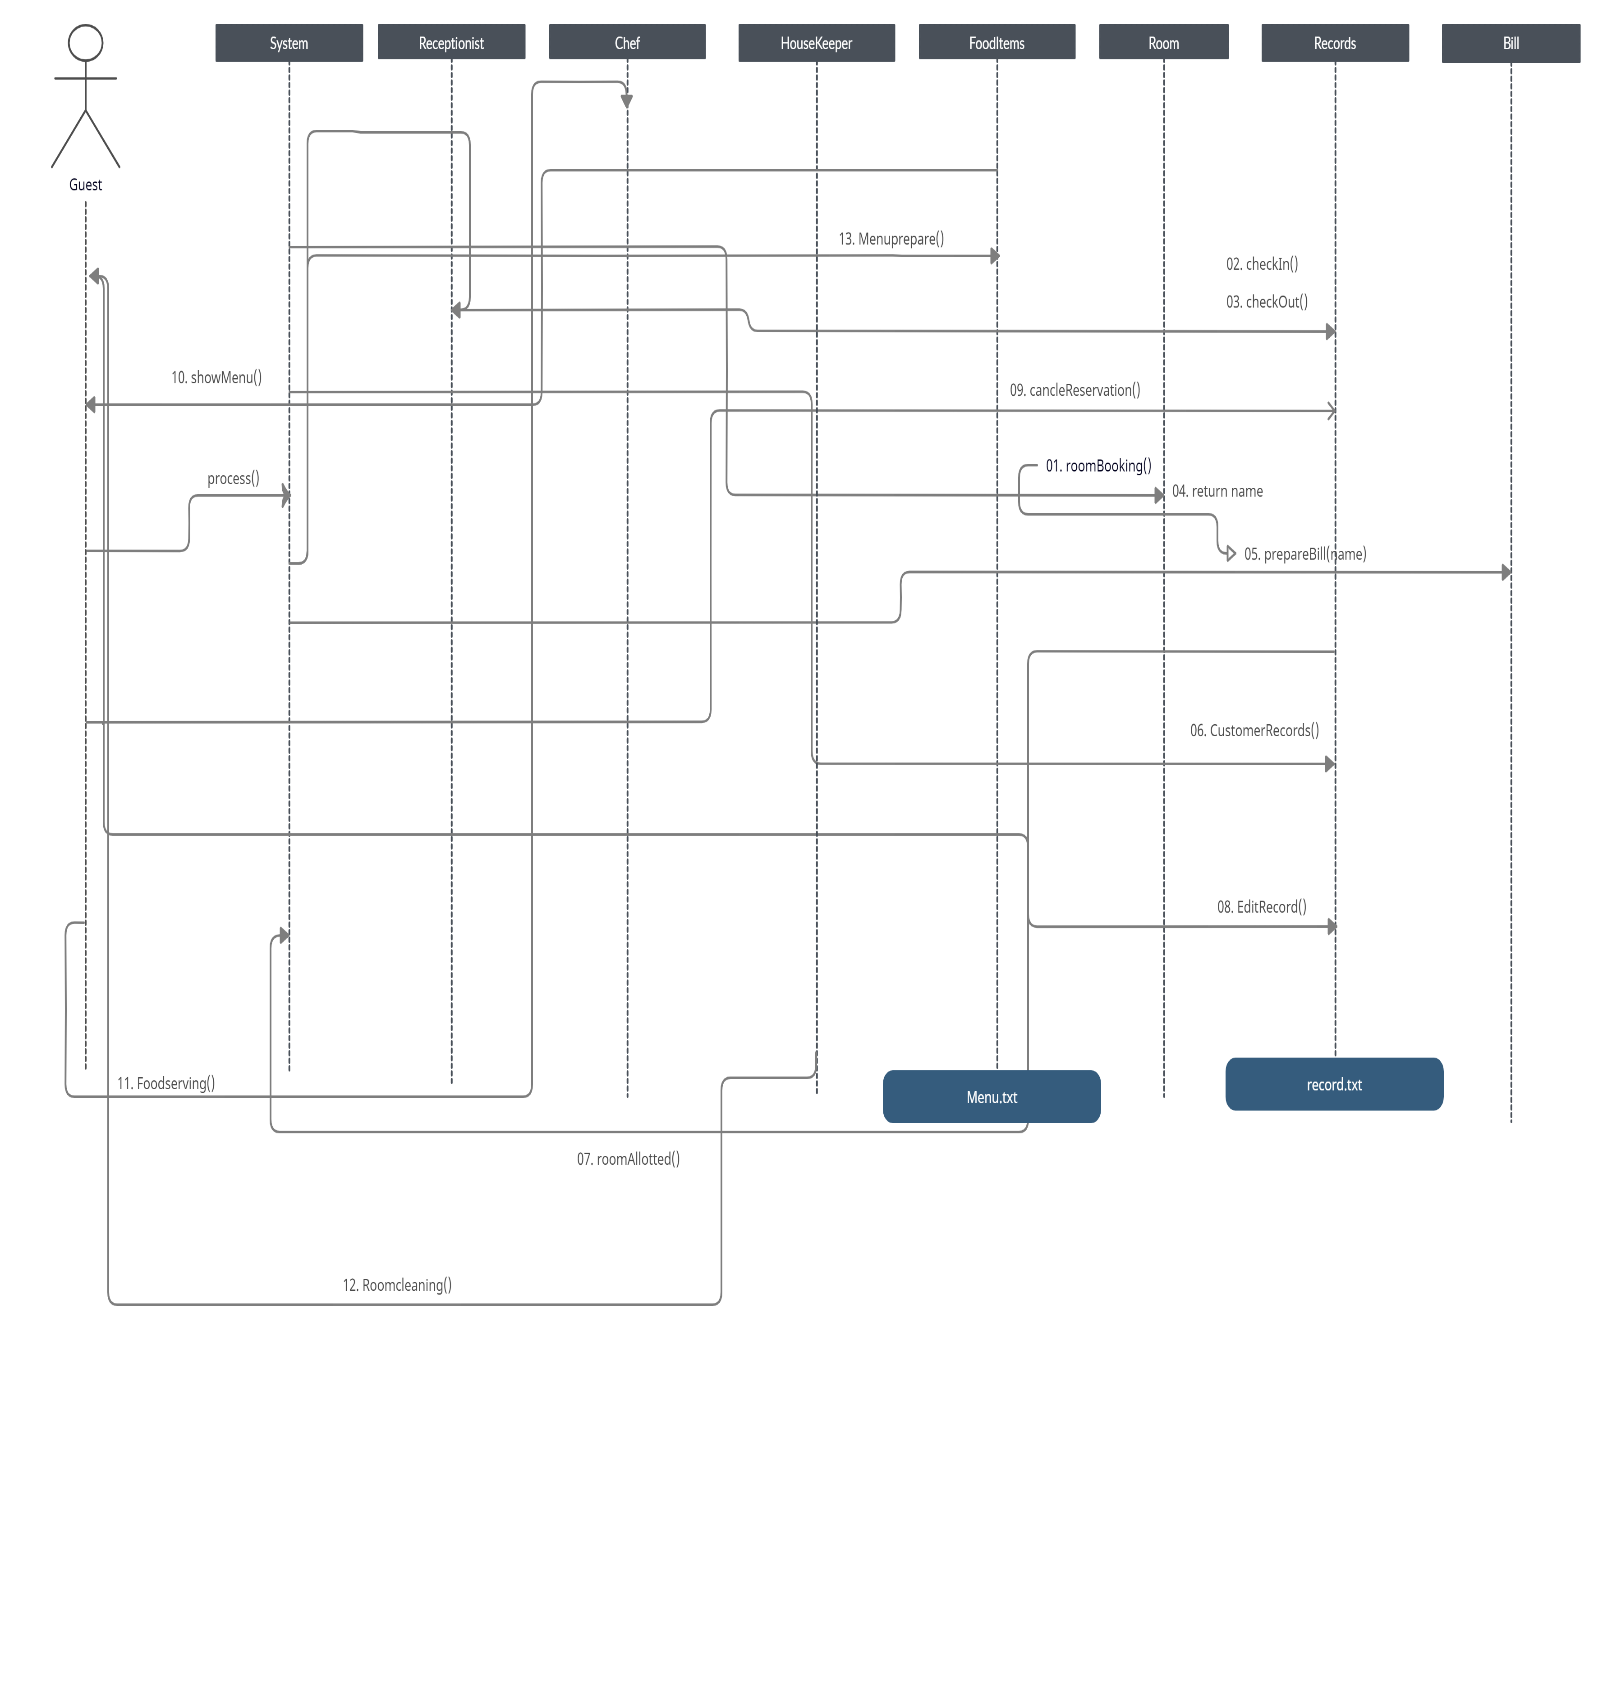 System
Receptionist
Chef
HouseKeeper
FoodItems
Room
Records
Bill
Guest
13. Menuprepare()
02. checkIn()
03. checkOut()
10. showMenu()
09. cancleReservation()
01. roomBooking()
process()
04. return name
05. prepareBill(name)
06. CustomerRecords()
08. EditRecord()
11. Foodserving()
Menu.txt
record.txt
07. roomAllotted()
12. Roomcleaning()